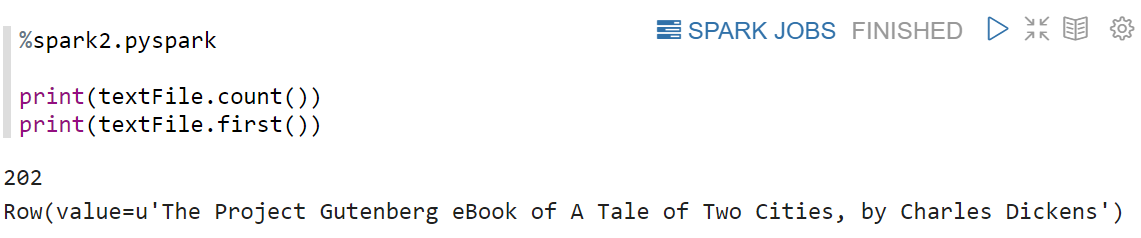 %spark2.pyspark
SPARK JOBS FINISHED
print(textFile.count())
print(textFile.first())
202
Row(value=u'The Project Gutenberg eBook of A Tale of Two Cities, by Charles Dickens')